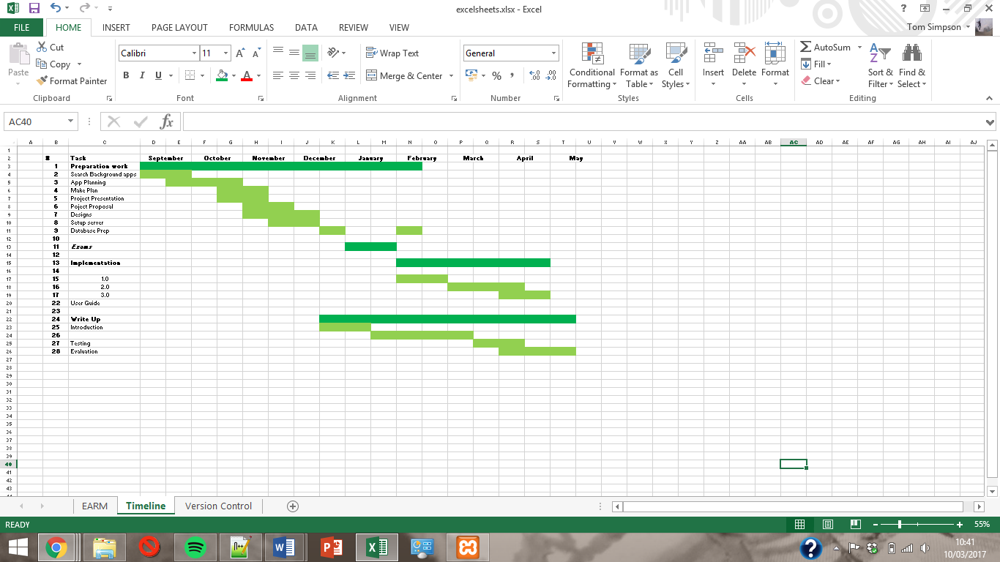 excelsheets.xlsx - Excel
FILE HOME INSERT PAGE LAYOUT FORMULAS DATA REVIEW VIEW Tom Simpson
Paste Cut Copy Format Painter
Calibri 11
B I U
Wrap Text
Merge & Center
General
%
Conditional Formatting Format as Table Cell Styles
Insert Delete Format
AutoSum
Fill
Clear
Sort & Filter Find & Select
Clipboard Font Alignment Number Styles Cells Editing
AC40 fx
A B C D E F G H I J K L M N O P Q R S T U V W X Y Z AA AB AC AD AE AF AG AH AI AJ
1
2 # Task September October November December January February March April May
3 1 Preparation work
4 2 Search Background apps
5 3 App Planning
6 4 Make Plan
7 5 Project Presentation
8 6 Poject Proposal
9 7 Designs
10 8 Setup server
11 9 Database Prep
12 10
13 11 Exams
14 12
15 13 Implementation
16 14
17 15 1.0
18 16 2.0
19 17 3.0
20 22 User Guide
21 23
22 24 Write Up
23 25 Introduction
24 26
25 27 Testing
26 28 Evaluation
27
28
29
30
31
32
33
34
35
36
37
38
39
40
41
42
43
EARM Timeline Version Control
READY 55%
10:41
10/03/2017